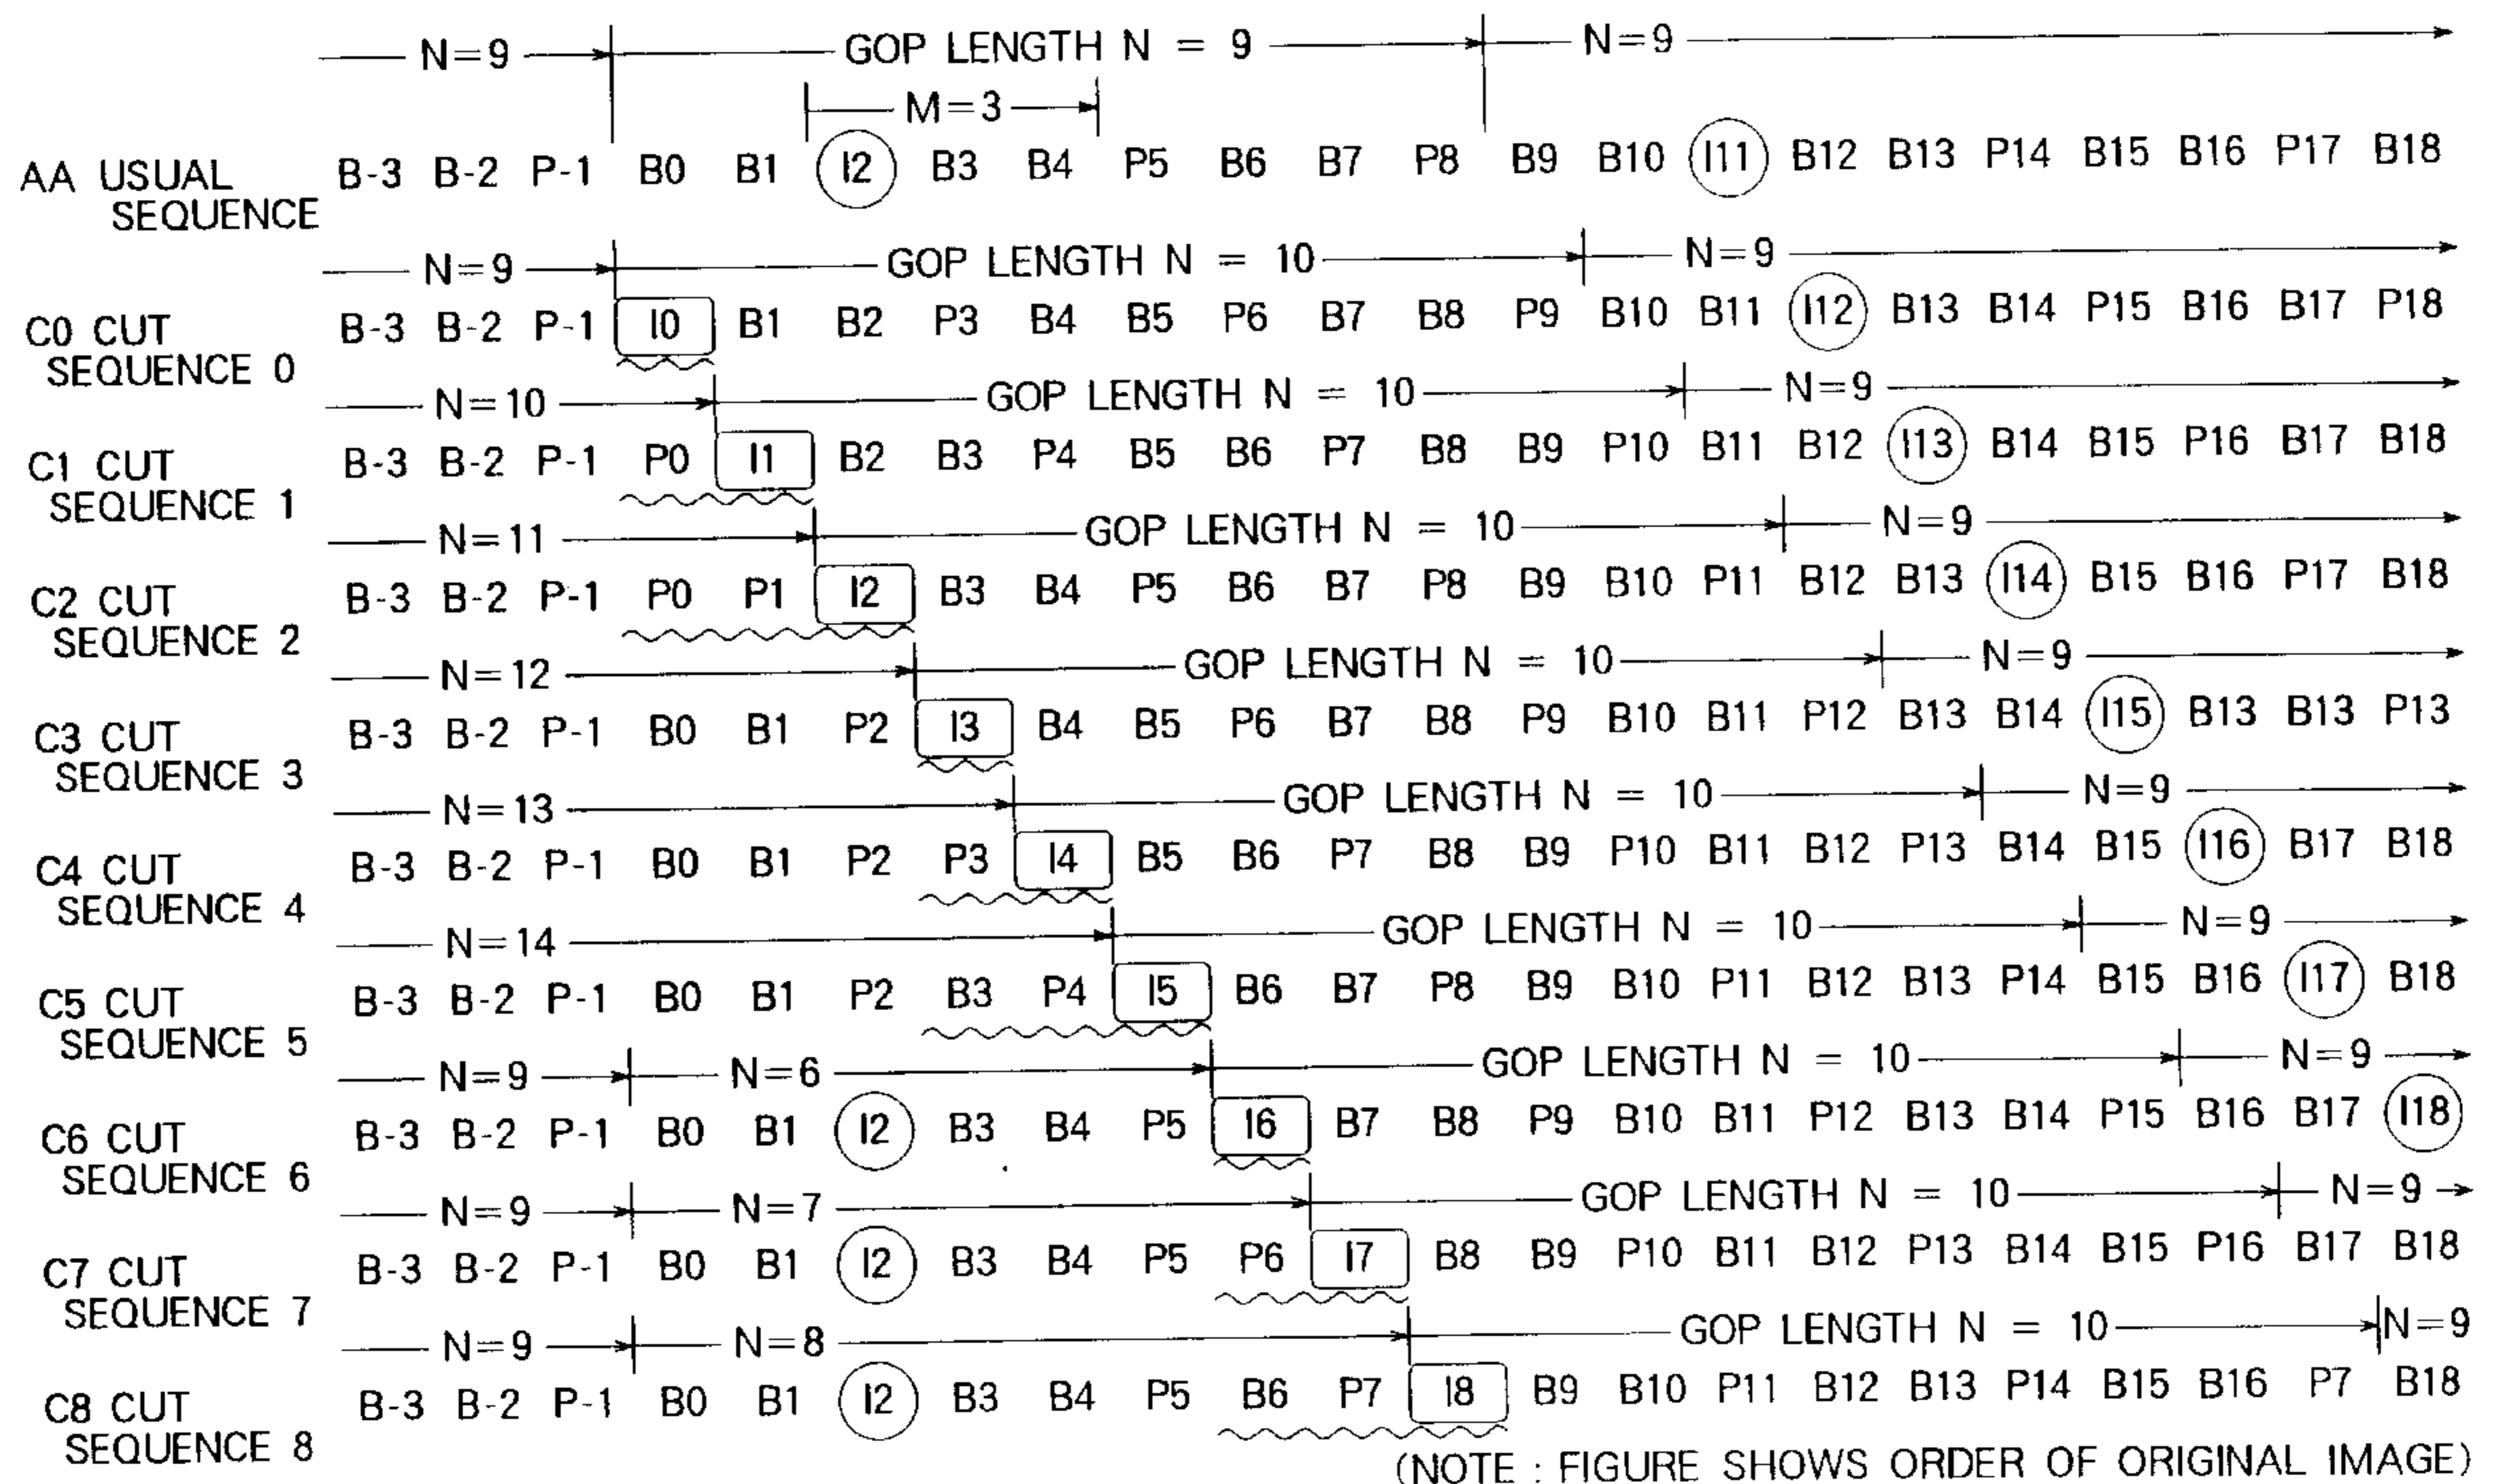 N=9 GOP LENGTH N = 9 N=9
M=3
AA USUAL B-3 B-2 P-1 B0 B1 I2 B3 B4 P5 B6 B7 P8 B9 B10 I11 B12 B13 P14 B15 B16 P17 B18
SEQUENCE
N=9 GOP LENGTH N = 10 N=9
C0 CUT B-3 B-2 P-1 I0 B1 B2 P3 B4 B5 P6 B7 B8 P9 B10 B11 I12 B13 B14 P15 B16 B17 P18
SEQUENCE 0
N=10 GOP LENGTH N = 10 N=9
C1 CUT B-3 B-2 P-1 P0 I1 B2 B3 P4 B5 B6 P7 B8 B9 P10 B11 B12 I13 B14 B15 P16 B17 B18
SEQUENCE 1
N=11 GOP LENGTH N = 10 N=9
C2 CUT B-3 B-2 P-1 P0 P1 I2 B3 B4 P5 B6 B7 P8 B9 B10 P11 B12 B13 I14 B15 B16 P17 B18
SEQUENCE 2
N=12 GOP LENGTH N = 10 N=9
C3 CUT B-3 B-2 P-1 B0 B1 P2 I3 B4 B5 P6 B7 B8 P9 B10 B11 P12 B13 B14 I15 B13 B13 P13
SEQUENCE 3
N=13 GOP LENGTH N = 10 N=9
C4 CUT B-3 B-2 P-1 B0 B1 P2 P3 I4 B5 B6 P7 B8 B9 P10 B11 B12 P13 B14 B15 I16 B17 B18
SEQUENCE 4
N=14 GOP LENGTH N = 10 N=9
C5 CUT B-3 B-2 P-1 B0 B1 P2 B3 P4 I5 B6 B7 P8 B9 B10 P11 B12 B13 P14 B15 B16 I17 B18
SEQUENCE 5
N=9 N=6 GOP LENGTH N = 10 N=9
C6 CUT B-3 B-2 P-1 B0 B1 I2 B3 B4 P5 I6 B7 B8 P9 B10 B11 P12 B13 B14 P15 B16 B17 I18
SEQUENCE 6
N=9 N=7 GOP LENGTH N = 10 N=9
C7 CUT B-3 B-2 P-1 B0 B1 I2 B3 B4 P5 P6 I7 B8 B9 P10 B11 B12 P13 B14 B15 P16 B17 B18
SEQUENCE 7
N=9 N=8 GOP LENGTH N = 10 N=9
C8 CUT B-3 B-2 P-1 B0 B1 I2 B3 B4 P5 B6 P7 I8 B9 B10 P11 B12 B13 P14 B15 B16 P7 B18
SEQUENCE 8
(NOTE : FIGURE SHOWS ORDER OF ORIGINAL IMAGE)